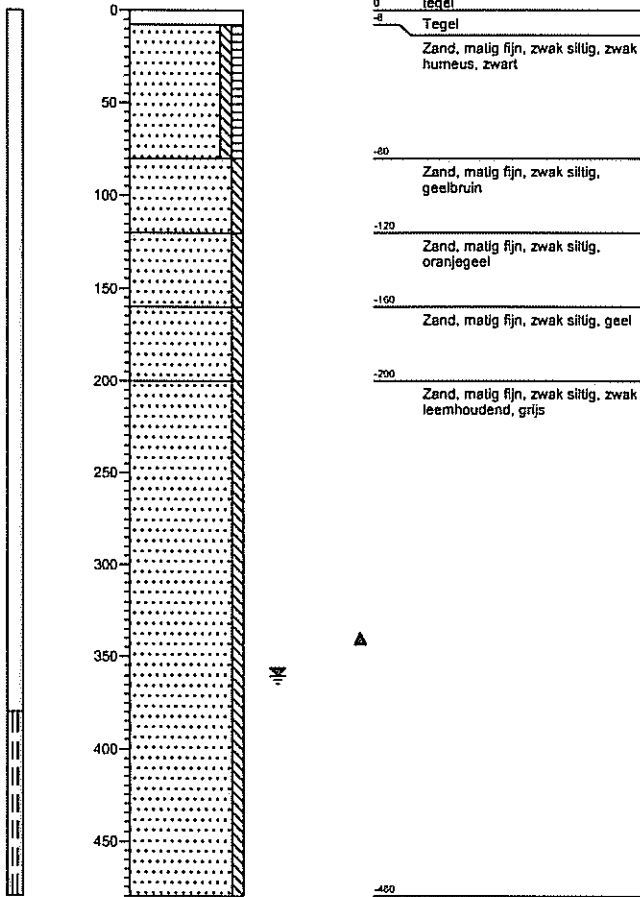 0
50
100
150
200
250
300
350
400
450
0
tegel
-8
Tegel
Zand, matig fijn, zwak siltig, zwak
humeus, zwart
-80
Zand, matig fijn, zwak siltig,
geelbruin
-120
Zand, matig fijn, zwak siltig,
oranjegeel
-160
Zand, matig fijn, zwak siltig, geel
-200
Zand, matig fijn, zwak siltig, zwak
leemhoudend, grijs
-480